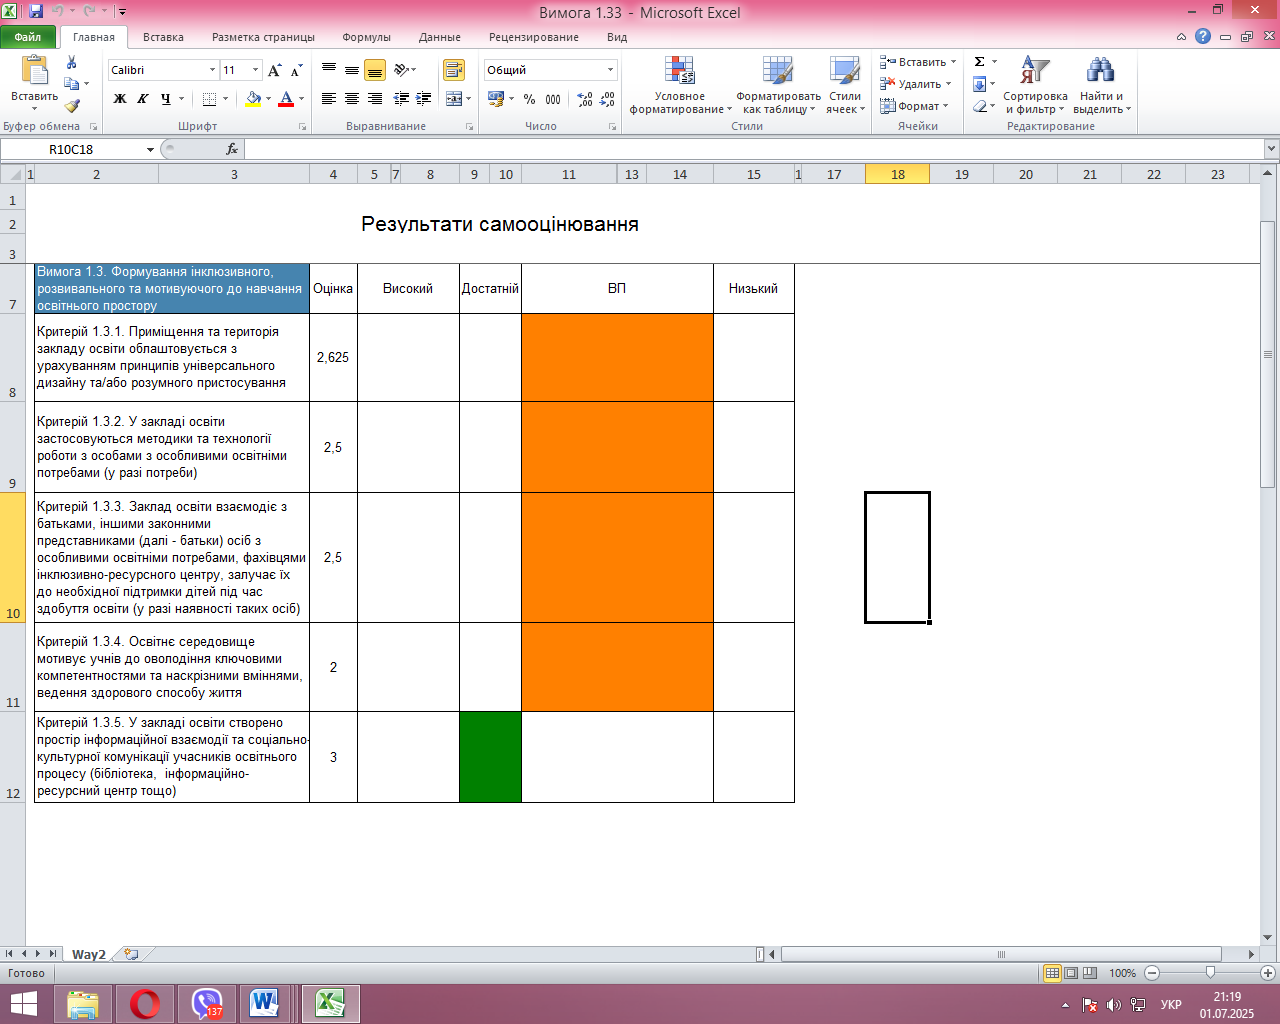 Вимога 1.33 - Microsoft Excel
Файл Главная Вставка Разметка страницы Формулы Данные Рецензирование Вид
Calibri 11 Общий
Вставить
Ж К Ч
% 000
Условное форматирование
Форматировать как таблицу
Стили ячеек
Вставить
Удалить
Формат
Σ
Сортировка и фильтр
Найти и выделить
Буфер обмена Шрифт Выравнивание Число Стили Ячейки Редактирование
R10C18 fx
1 2 3 4 5 7 8 9 10 11 13 14 15 1 17 18 19 20 21 22 23
1
2
3
7
8
9
10
11
12
Результати самооцінювання
Вимога 1.3. Формування інклюзивного,
розвивального та мотивуючого до навчання
освітнього простору
Оцінка Високий Достатній ВП Низький
Критерій 1.3.1. Приміщення та територія
закладу освіти облаштовується з
урахуванням принципів універсального
дизайну та/або розумного пристосування
2,625
Критерій 1.3.2. У закладі освіти
застосовуються методики та технології
роботи з особами з особливими освітніми
потребами (у разі потреби)
2,5
Критерій 1.3.3. Заклад освіти взаємодіє з
батьками, іншими законними
представниками (далі - батьки) осіб з
особливими освітніми потребами, фахівцями
інклюзивно-ресурсного центру, залучає їх
до необхідної підтримки дітей під час
здобуття освіти (у разі наявності таких осіб)
2,5
Критерій 1.3.4. Освітнє середовище
мотивує учнів до оволодіння ключовими
компетентностями та наскрізними вміннями,
ведення здорового способу життя
2
Критерій 1.3.5. У закладі освіти створено
простір інформаційної взаємодії та соціально-
культурної комунікації учасників освітнього
процесу (бібліотека,  інформаційно-
ресурсний центр тощо)
3
Way2
Готово 100%
137
УКР
21:19
01.07.2025